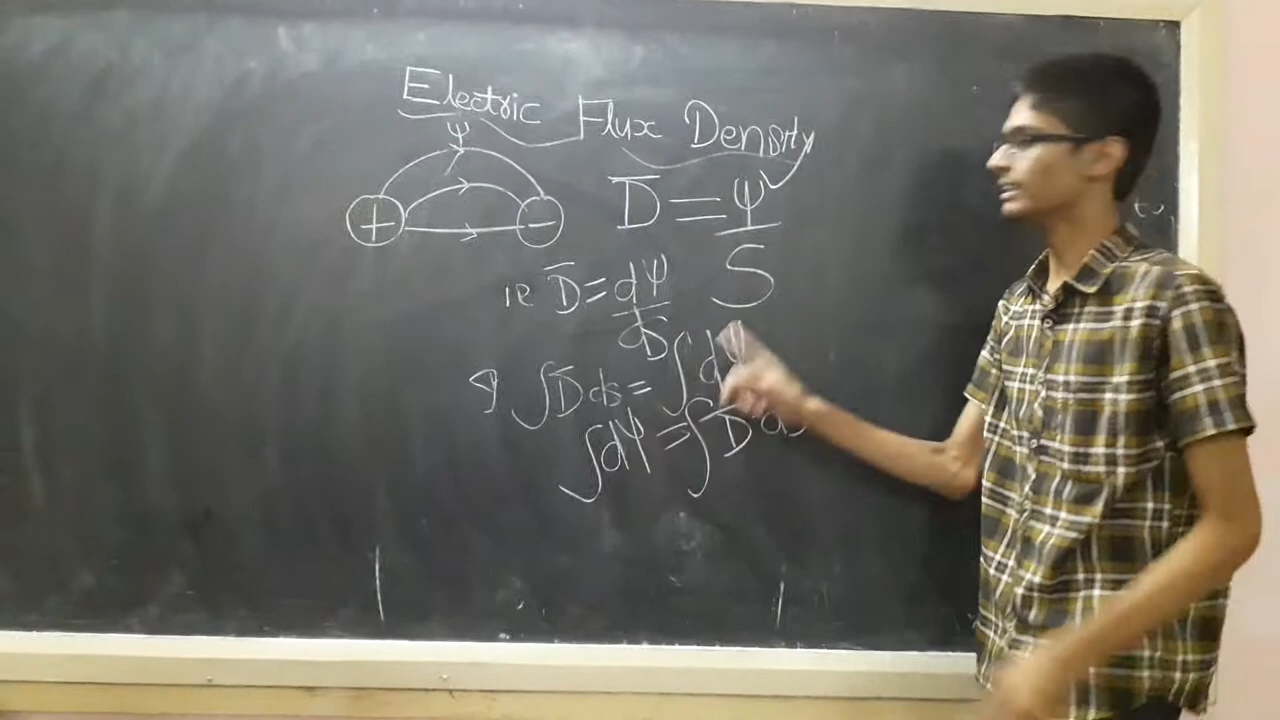 Electric Flux Density
ψ
+ −
D̅ = ψ / S
ie D̅ = dψ / dS
∫ D̅ ds = ∫ dψ
∫ dψ = ∫ D̅ · ds